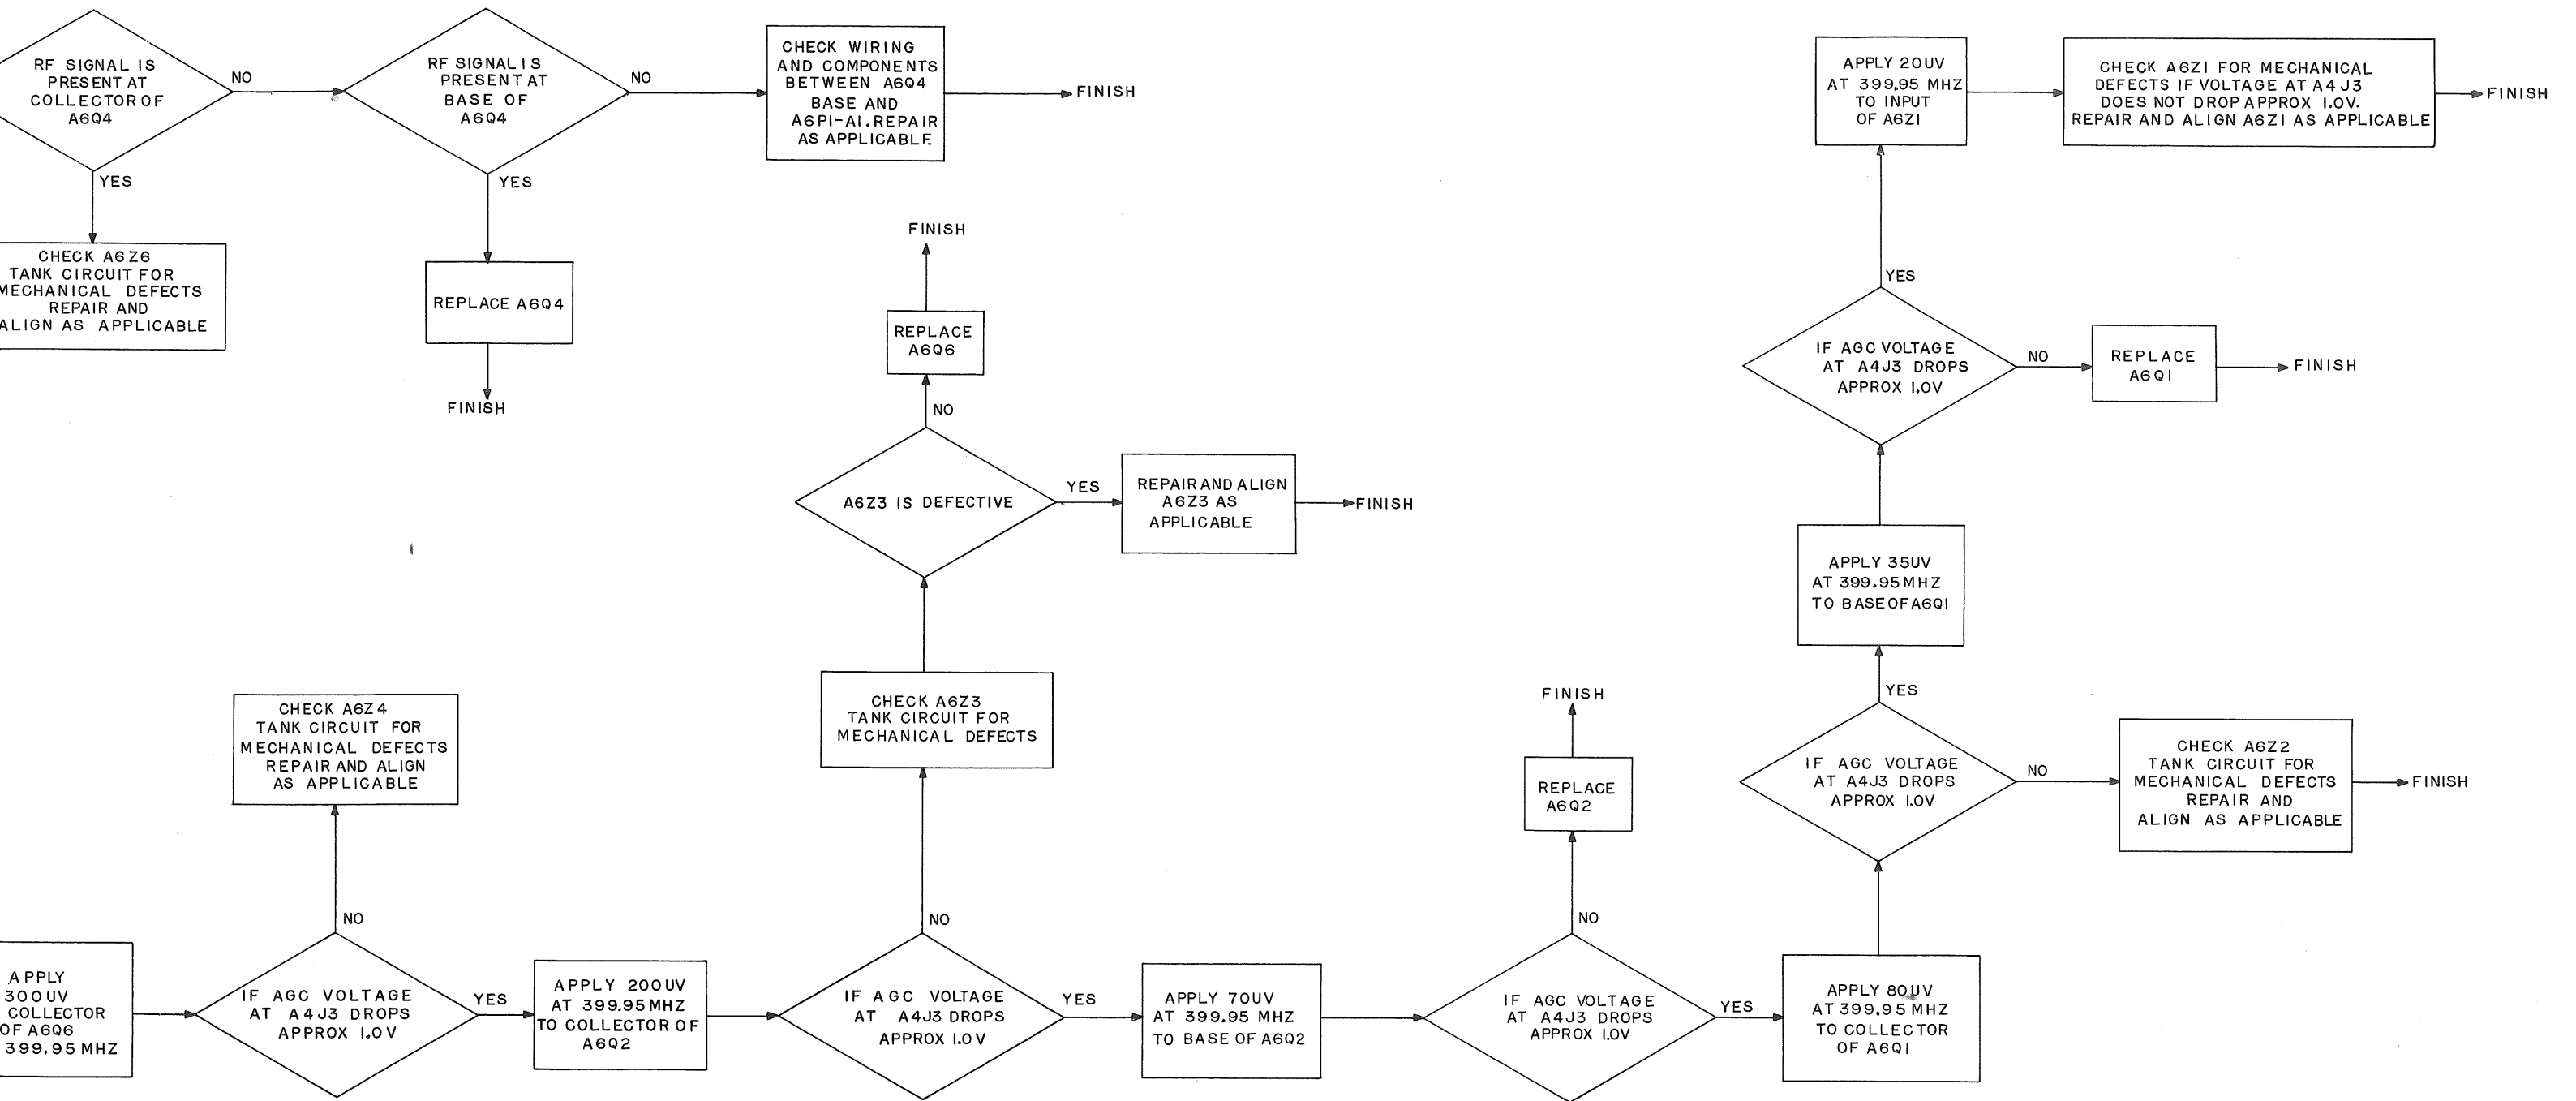 RF SIGNAL IS
PRESENT AT
COLLECTOR OF
A6Q4
NO
YES
CHECK A6Z6
TANK CIRCUIT FOR
MECHANICAL DEFECTS
REPAIR AND
ALIGN AS APPLICABLE
RF SIGNAL IS
PRESENT AT
BASE OF
A6Q4
NO
YES
REPLACE A6Q4
FINISH
CHECK WIRING
AND COMPONENTS
BETWEEN A6Q4
BASE AND
A6P1-A1. REPAIR
AS APPLICABLE.
FINISH
FINISH
REPLACE
A6Q6
NO
A6Z3 IS DEFECTIVE
YES
REPAIR AND ALIGN
A6Z3 AS
APPLICABLE
FINISH
CHECK A6Z3
TANK CIRCUIT FOR
MECHANICAL DEFECTS
NO
CHECK A6Z4
TANK CIRCUIT FOR
MECHANICAL DEFECTS
REPAIR AND ALIGN
AS APPLICABLE
NO
APPLY
300UV
COLLECTOR
OF A6Q6
399.95 MHZ
IF AGC VOLTAGE
AT A4J3 DROPS
APPROX 1.0V
YES
APPLY 200UV
AT 399.95 MHZ
TO COLLECTOR OF
A6Q2
IF AGC VOLTAGE
AT A4J3 DROPS
APPROX 1.0V
YES
APPLY 70UV
AT 399.95 MHZ
TO BASE OF A6Q2
FINISH
REPLACE
A6Q2
NO
IF AGC VOLTAGE
AT A4J3 DROPS
APPROX 1.0V
YES
APPLY 80UV
AT 399.95 MHZ
TO COLLECTOR
OF A6Q1
IF AGC VOLTAGE
AT A4J3 DROPS
APPROX 1.0V
NO
CHECK A6Z2
TANK CIRCUIT FOR
MECHANICAL DEFECTS
REPAIR AND
ALIGN AS APPLICABLE
FINISH
YES
APPLY 35UV
AT 399.95 MHZ
TO BASE OF A6Q1
IF AGC VOLTAGE
AT A4J3 DROPS
APPROX 1.0V
NO
REPLACE
A6Q1
FINISH
YES
APPLY 20UV
AT 399.95 MHZ
TO INPUT
OF A6Z1
CHECK A6Z1 FOR MECHANICAL
DEFECTS IF VOLTAGE AT A4J3
DOES NOT DROP APPROX 1.0V.
REPAIR AND ALIGN A6Z1 AS APPLICABLE
FINISH